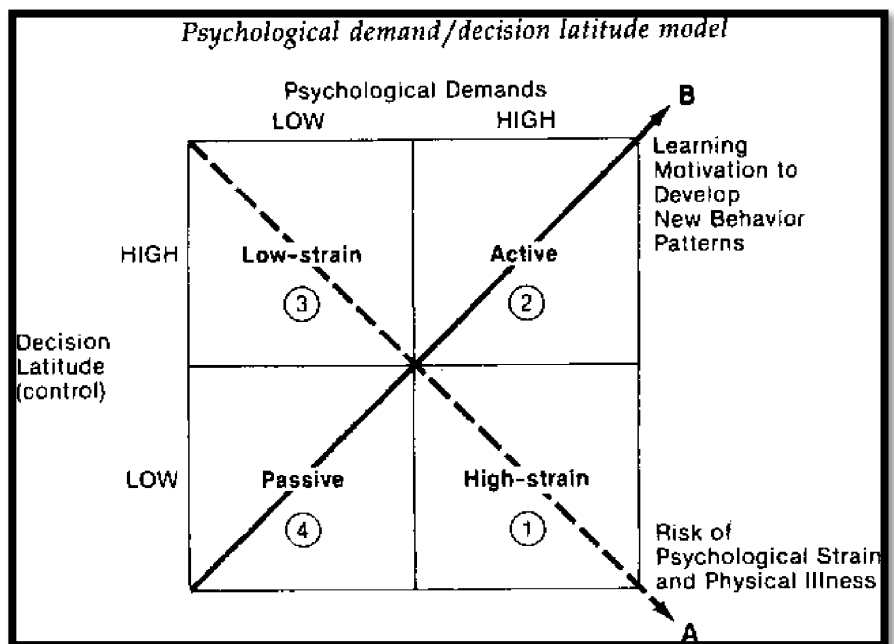 Psychological demand/decision latitude model
Psychological Demands
LOW HIGH
B
Learning
Motivation to
Develop
New Behavior
Patterns
HIGH
Low-strain
Active
3
2
Decision
Latitude
(control)
LOW
Passive
High-strain
4
1
Risk of
Psychological Strain
and Physical Illness
A